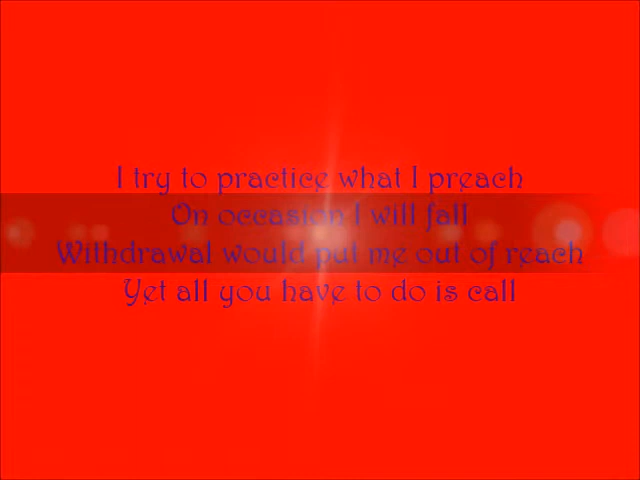 I try to practice what I preach
On occasion I will fall
Withdrawal would put me out of reach
Yet all you have to do is call